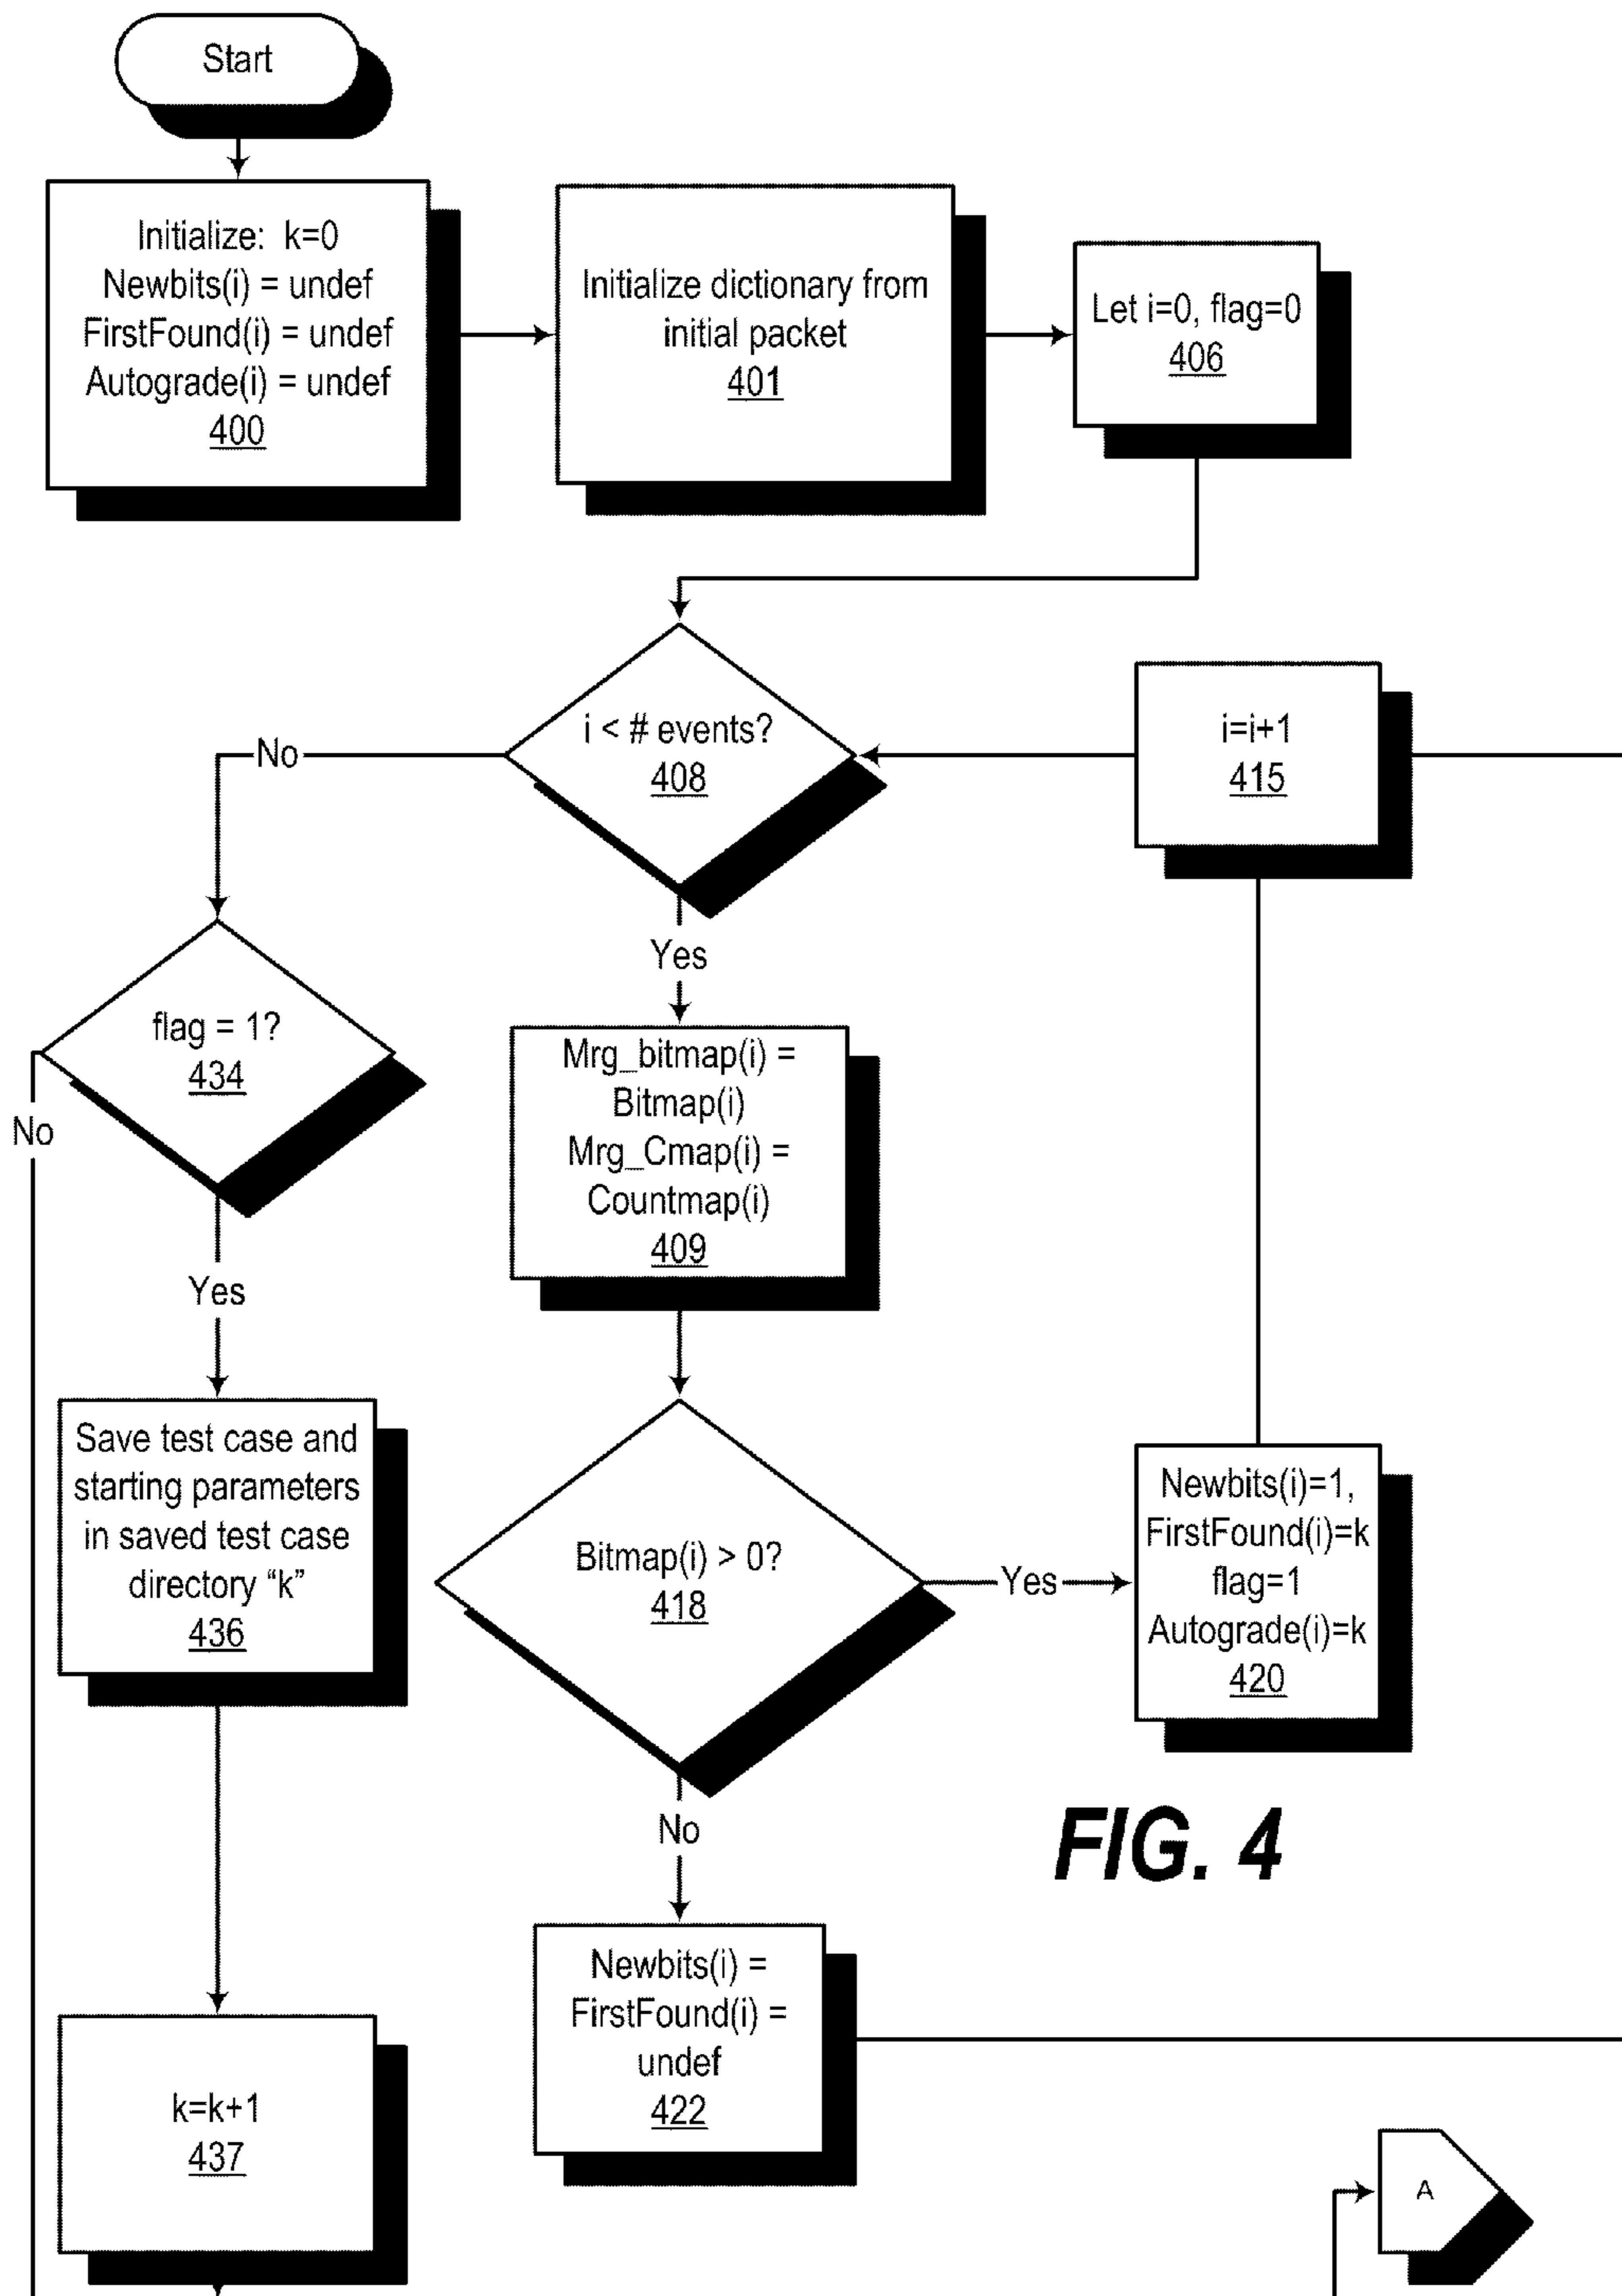 Start
Initialize: k=0
Newbits(i) = undef
FirstFound(i) = undef
Autograde(i) = undef
400
Initialize dictionary from
initial packet
401
Let i=0, flag=0
406
i < # events?
408
No
Yes
i=i+1
415
flag = 1?
434
No
Yes
Mrg_bitmap(i) =
Bitmap(i)
Mrg_Cmap(i) =
Countmap(i)
409
Save test case and
starting parameters
in saved test case
directory “k”
436
Bitmap(i) > 0?
418
Yes
No
Newbits(i)=1,
FirstFound(i)=k
flag=1
Autograde(i)=k
420
FIG. 4
Newbits(i) =
FirstFound(i) =
undef
422
k=k+1
437
A